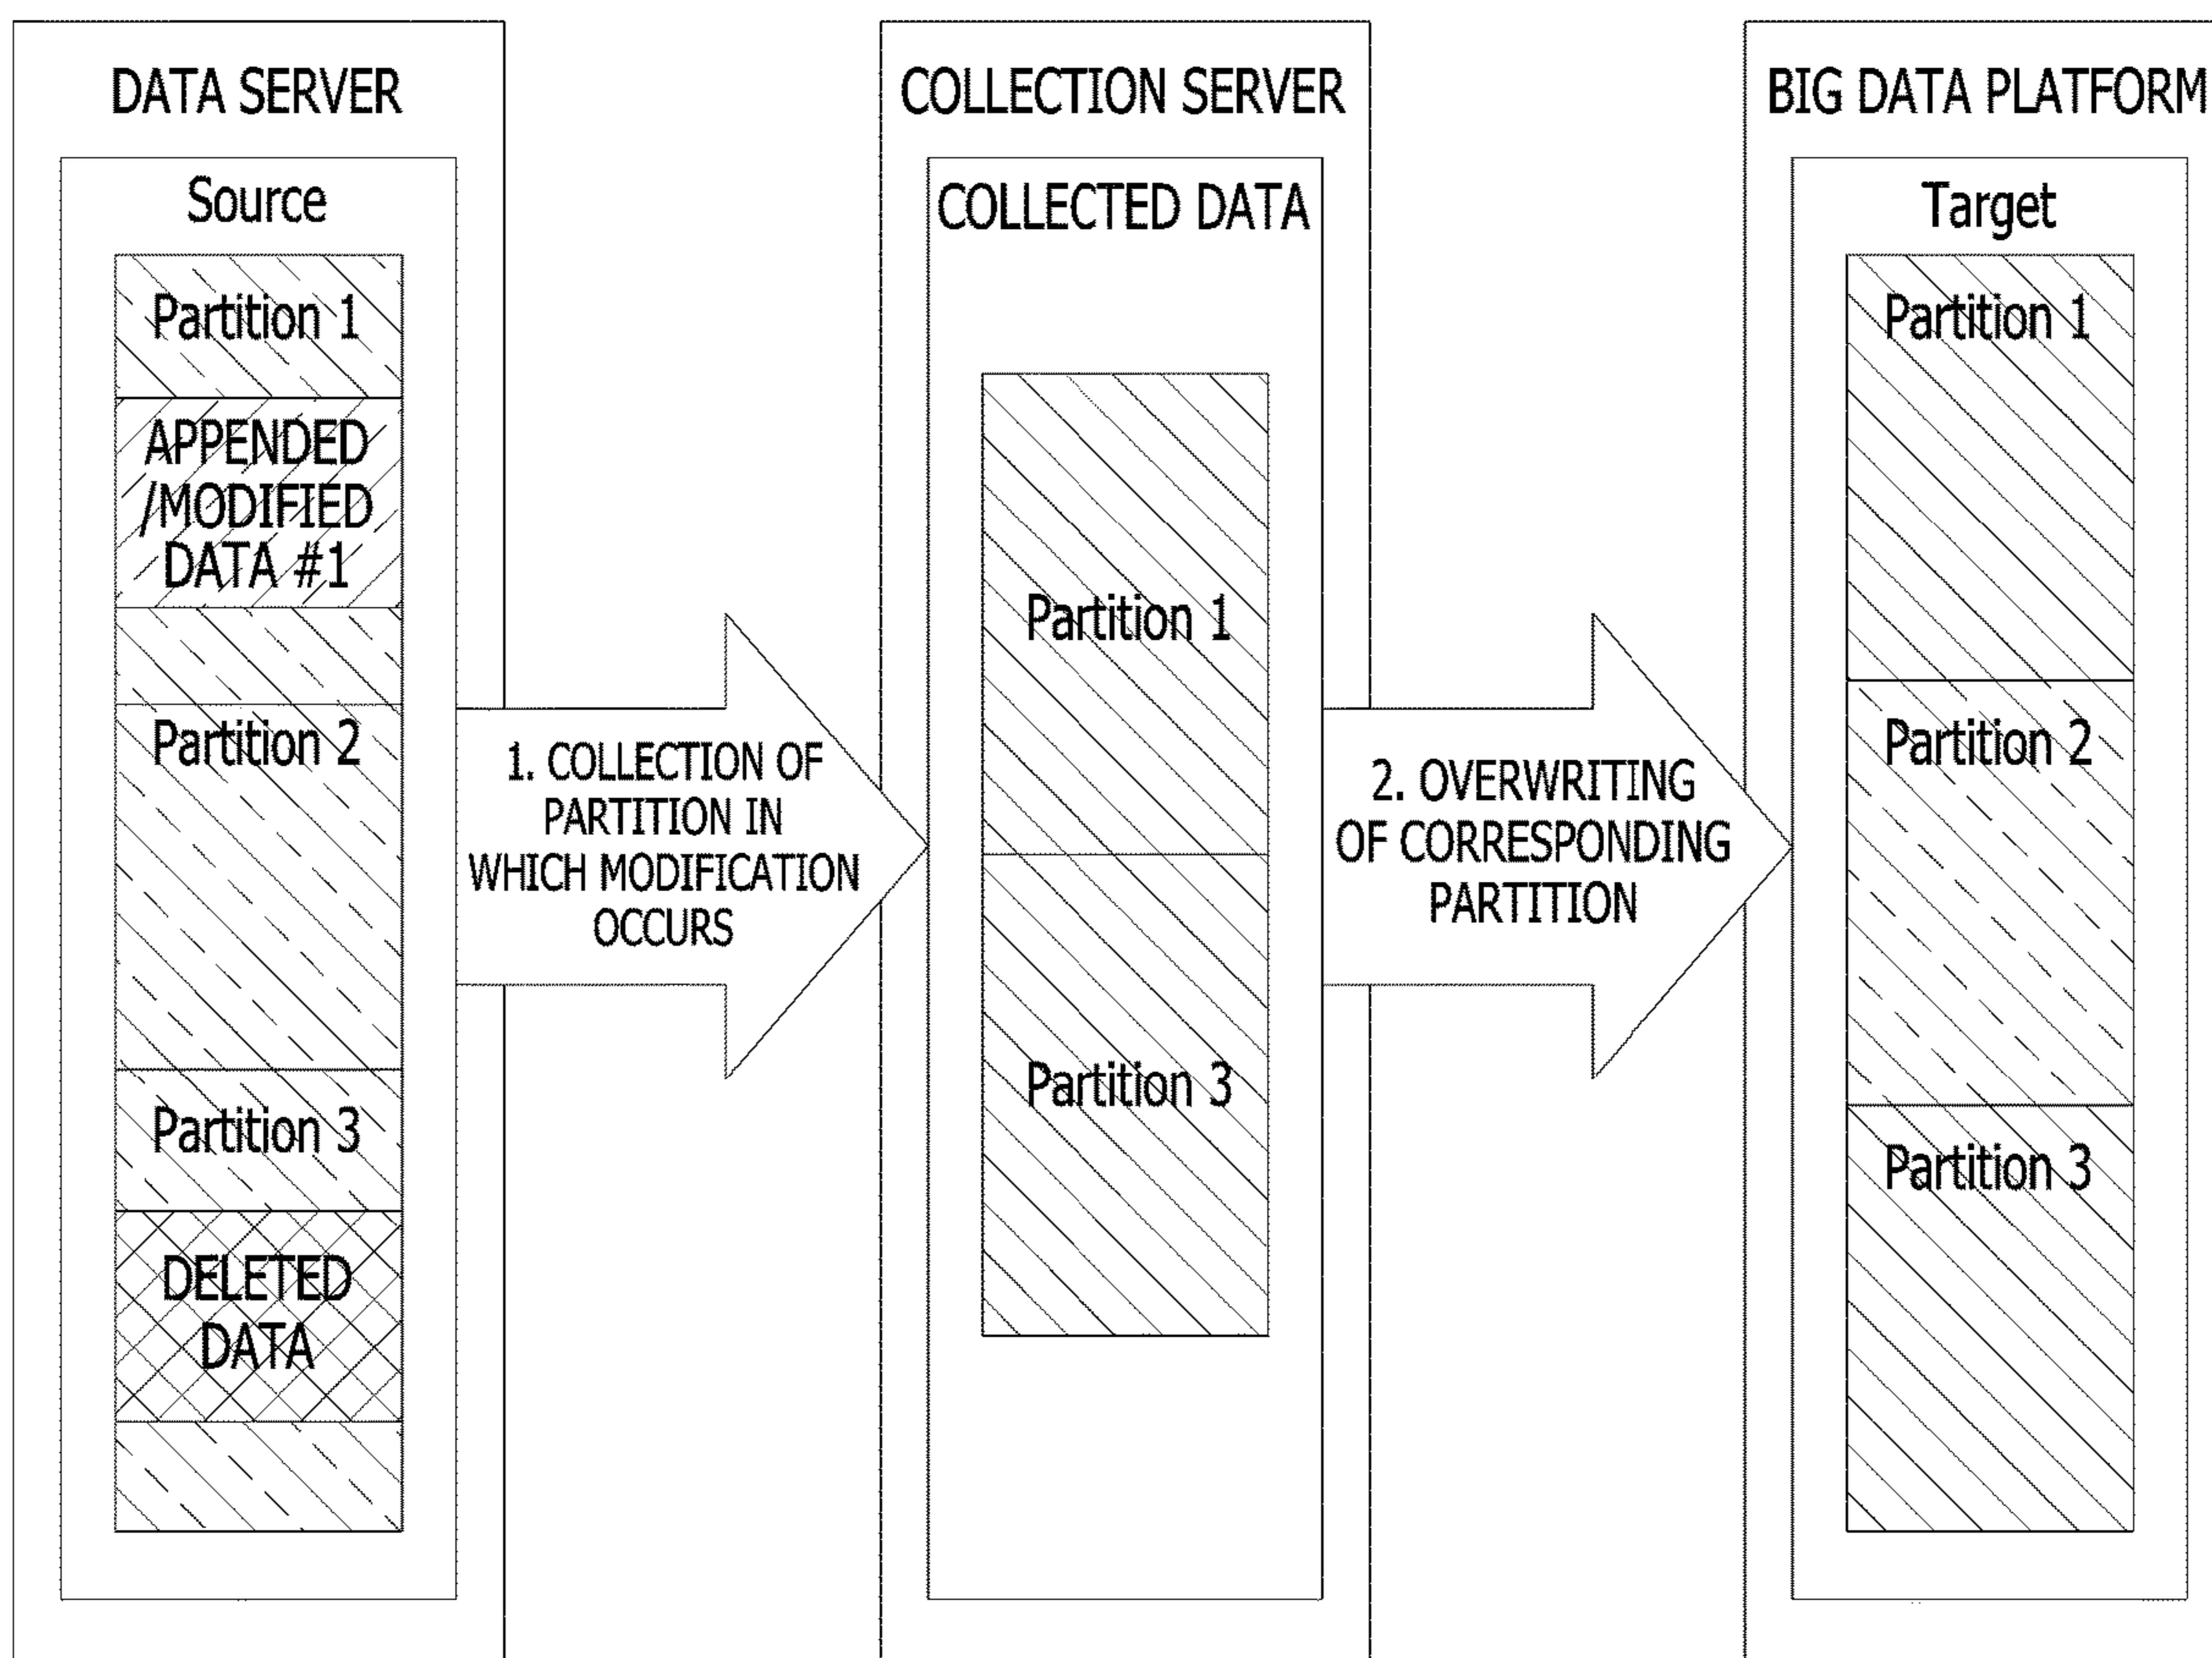 DATA SERVER
Source
Partition 1
APPENDED
/MODIFIED
DATA #1
Partition 2
Partition 3
DELETED
DATA
1. COLLECTION OF
PARTITION IN
WHICH MODIFICATION
OCCURS
COLLECTION SERVER
COLLECTED DATA
Partition 1
Partition 3
2. OVERWRITING
OF CORRESPONDING
PARTITION
BIG DATA PLATFORM
Target
Partition 1
Partition 2
Partition 3